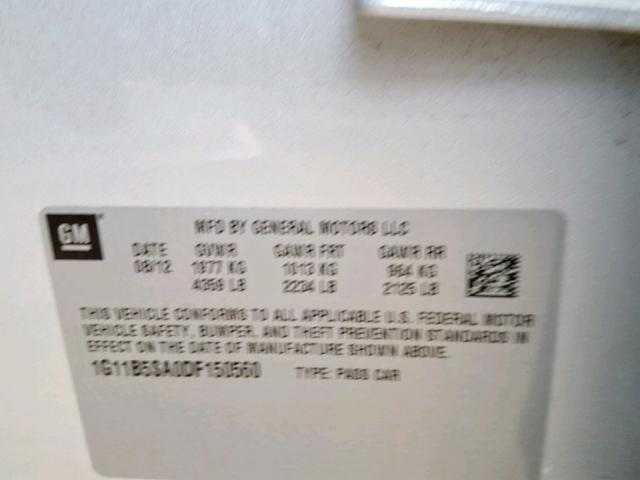 GM
MFD BY GENERAL MOTORS LLC
DATE GVWR GAWR FRT GAWR RR
08/12 1977 KG 1013 KG 964 KG
4359 LB 2234 LB 2125 LB
THIS VEHICLE CONFORMS TO ALL APPLICABLE U.S. FEDERAL MOTOR
VEHICLE SAFETY, BUMPER, AND THEFT PREVENTION STANDARDS IN
EFFECT ON THE DATE OF MANUFACTURE SHOWN ABOVE.
1G11B5SA0DF150560 TYPE: PASS CAR